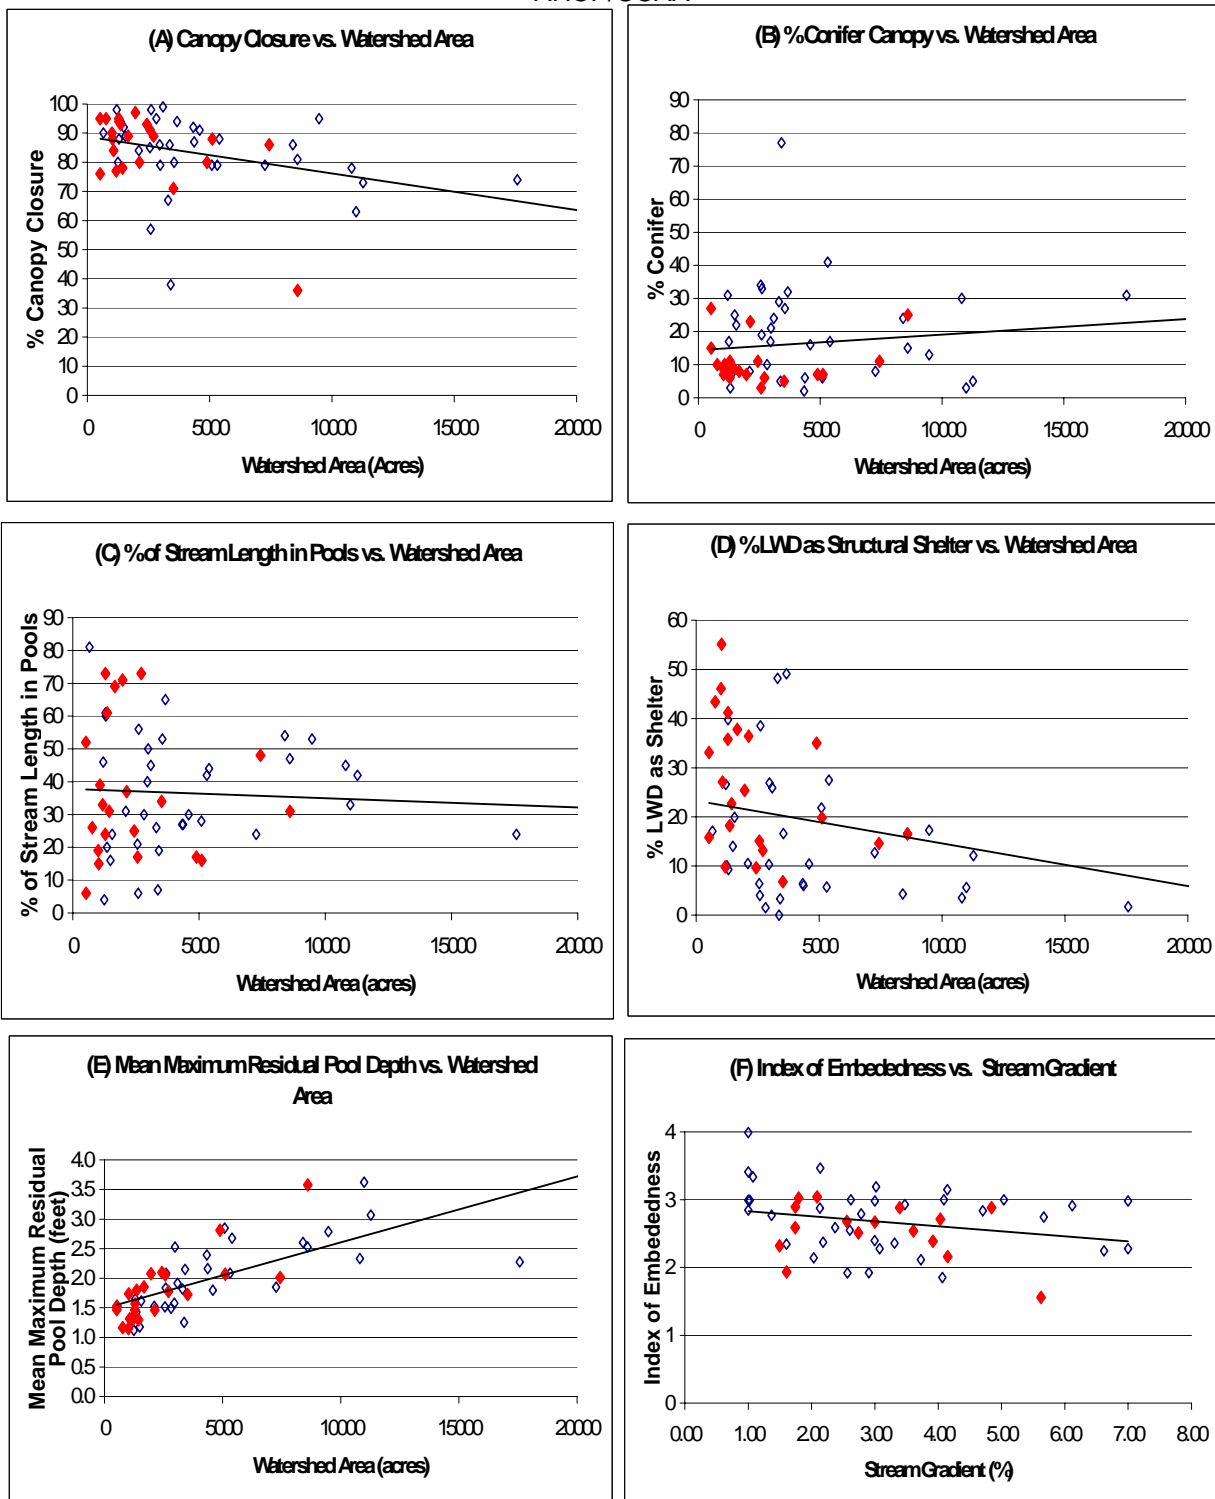 (A) Canopy Closure vs. Watershed Area
% Canopy Closure
100
90
80
70
60
50
40
30
20
10
0
0 5000 10000 15000 20000
Watershed Area (Acres)
(B) % Conifer Canopy vs. Watershed Area
% Conifer
90
80
70
60
50
40
30
20
10
0
0 5000 10000 15000 20000
Watershed Area (acres)
(C) % of Stream Length in Pools vs. Watershed Area
% of Stream Length in Pools
90
80
70
60
50
40
30
20
10
0
0 5000 10000 15000 20000
Watershed Area (acres)
(D) % LWD as Structural Shelter vs. Watershed Area
% LWD as Shelter
60
50
40
30
20
10
0
0 5000 10000 15000 20000
Watershed Area (acres)
(E) Mean Maximum Residual Pool Depth vs. Watershed
Area
Mean Maximum Residual
Pool Depth (feet)
4.0
3.5
3.0
2.5
2.0
1.5
1.0
0.5
0.0
0 5000 10000 15000 20000
Watershed Area (acres)
(F) Index of Embededness vs. Stream Gradient
Index of Embededness
4
3
2
1
0
0.00 1.00 2.00 3.00 4.00 5.00 6.00 7.00 8.00
Stream Gradient (%)